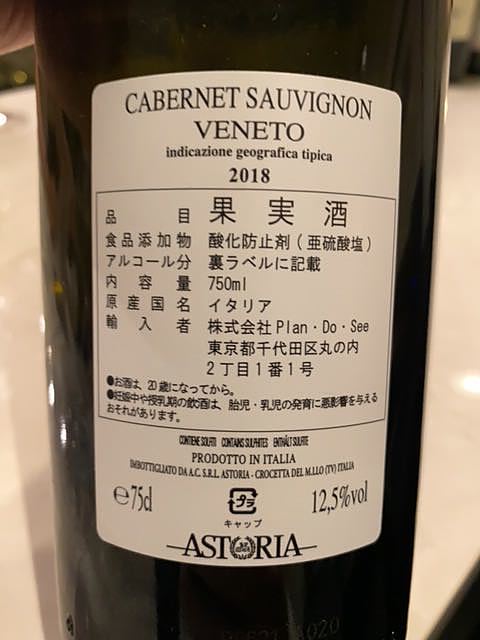 CABERNET SAUVIGNON
VENETO
indicazione geografica tipica
2018
品目 果実酒
食品添加物 酸化防止剤(亜硫酸塩)
アルコール分 裏ラベルに記載
内容量 750ml
原産国名 イタリア
輸入者 株式会社Plan・Do・See
東京都千代田区丸の内
2丁目1番1号
●お酒は、20歳になってから。
●妊娠中や授乳期の飲酒は、胎児・乳児の発育に悪影響を与える
おそれがあります。
CONTIENE SOLFITI CONTAINS SULPHITES ENTHÄLT SULFITE
PRODOTTO IN ITALIA
IMBOTTIGLIATO DA A.C. S.R.L. ASTORIA - CROCETTA DEL M.LLO (TV) ITALIA
℮75cl
プラ
キャップ
12,5%vol
ASTORIA